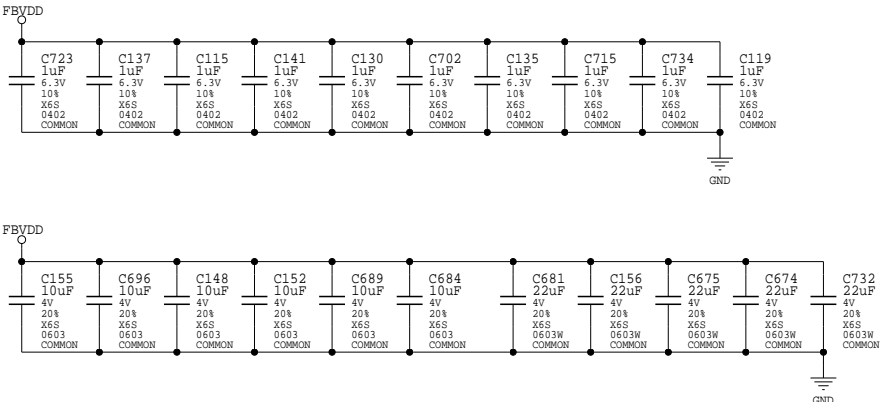 FBVDD
C723 C137 C115 C141 C130 C702 C135 C715 C734 C119
1uF 1uF 1uF 1uF 1uF 1uF 1uF 1uF 1uF 1uF
6.3V 6.3V 6.3V 6.3V 6.3V 6.3V 6.3V 6.3V 6.3V 6.3V
10% 10% 10% 10% 10% 10% 10% 10% 10% 10%
X6S X6S X6S X6S X6S X6S X6S X6S X6S X6S
0402 0402 0402 0402 0402 0402 0402 0402 0402 0402
COMMON COMMON COMMON COMMON COMMON COMMON COMMON COMMON COMMON COMMON
GND
FBVDD
C155 C696 C148 C152 C689 C684 C681 C156 C675 C674 C732
10uF 10uF 10uF 10uF 10uF 10uF 22uF 22uF 22uF 22uF 22uF
4V 4V 4V 4V 4V 4V 4V 4V 4V 4V 4V
20% 20% 20% 20% 20% 20% 20% 20% 20% 20% 20%
X6S X6S X6S X6S X6S X6S X6S X6S X6S X6S X6S
0603 0603 0603 0603 0603 0603 0603W 0603W 0603W 0603W 0603W
COMMON COMMON COMMON COMMON COMMON COMMON COMMON COMMON COMMON COMMON COMMON
GND